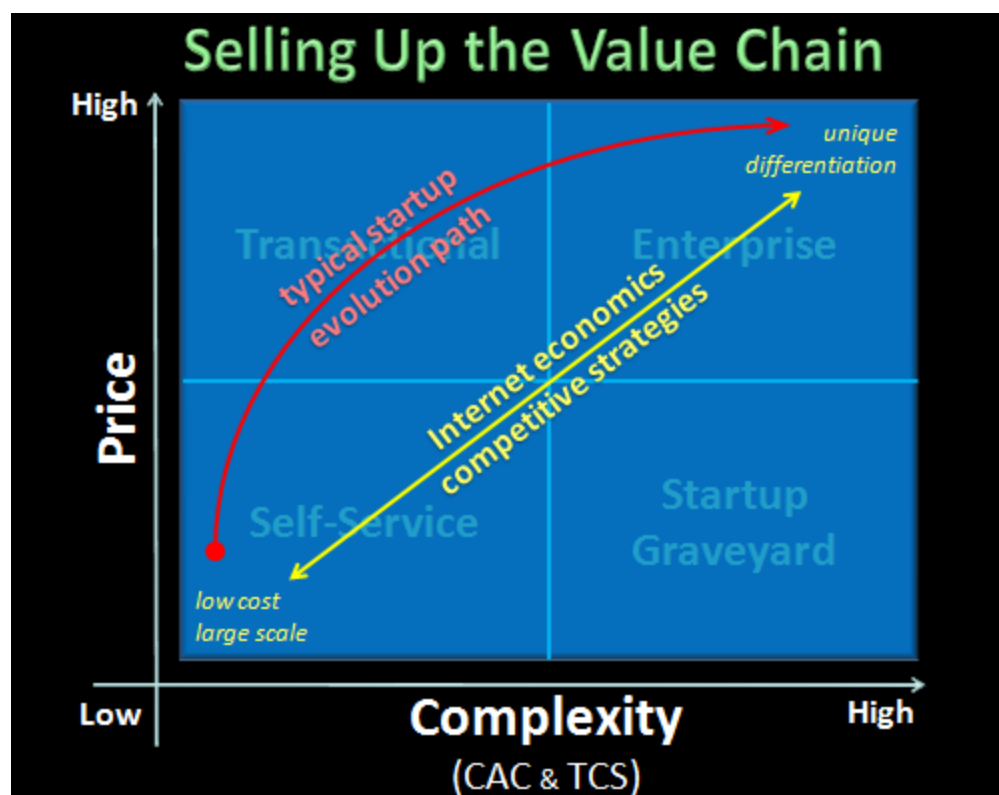 Selling Up the Value Chain
High
unique
differentiation
typical startup
evolution path
Transactional
Enterprise
Internet economics
competitive strategies
Price
Self-Service
Startup
Graveyard
low cost
large scale
Low
Complexity
High
(CAC & TCS)